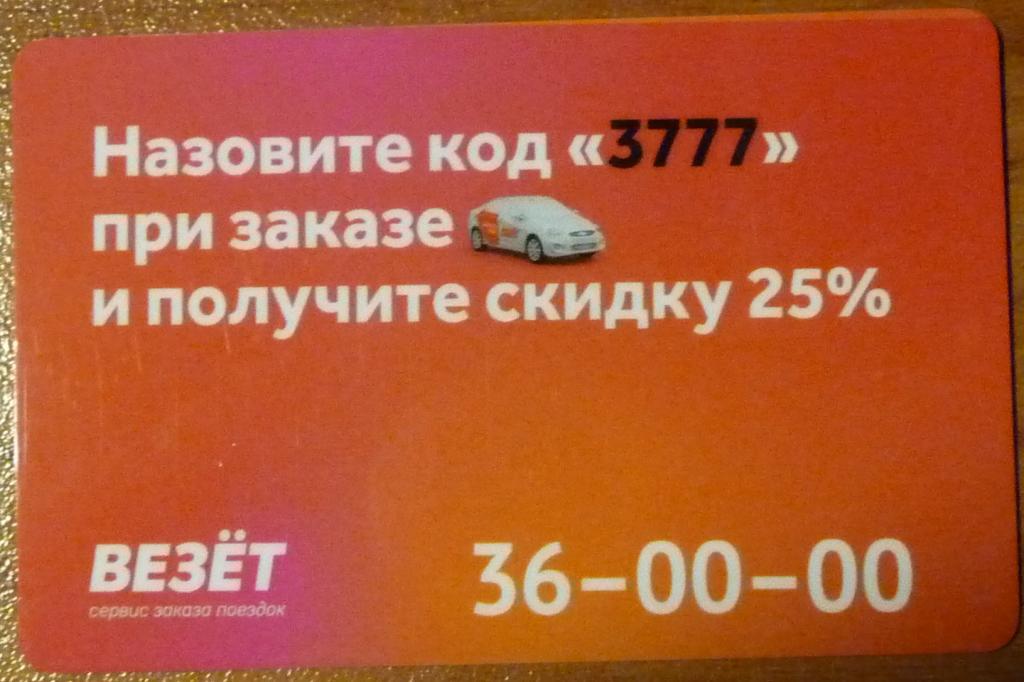 Назовите код «3777»
при заказе
и получите скидку 25%
ВЕЗЁТ
сервис заказа поездок
36-00-00